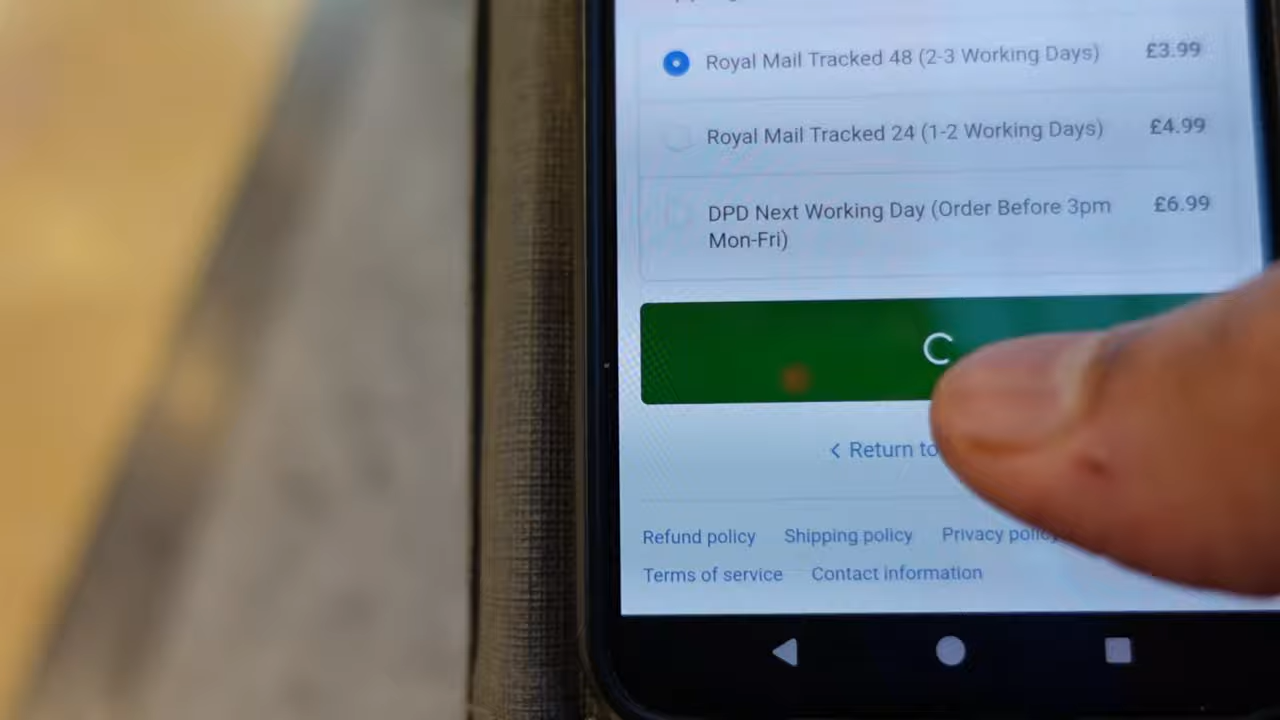 Royal Mail Tracked 48 (2-3 Working Days) £3.99
Royal Mail Tracked 24 (1-2 Working Days) £4.99
DPD Next Working Day (Order Before 3pm £6.99
Mon-Fri)
< Return to
Refund policy Shipping policy Privacy policy
Terms of service Contact information